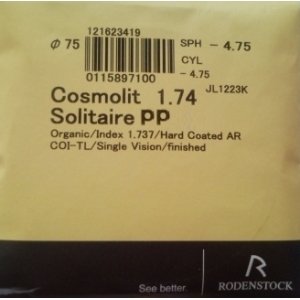 121623419
Φ 75
SPH - 4.75
CYL
- 4.75
0115897100
JL1223K
Cosmolit 1.74
Solitaire PP
Organic/Index 1.737/Hard Coated AR
COI-TL/Single Vision/finished
R
See better.
RODENSTOCK